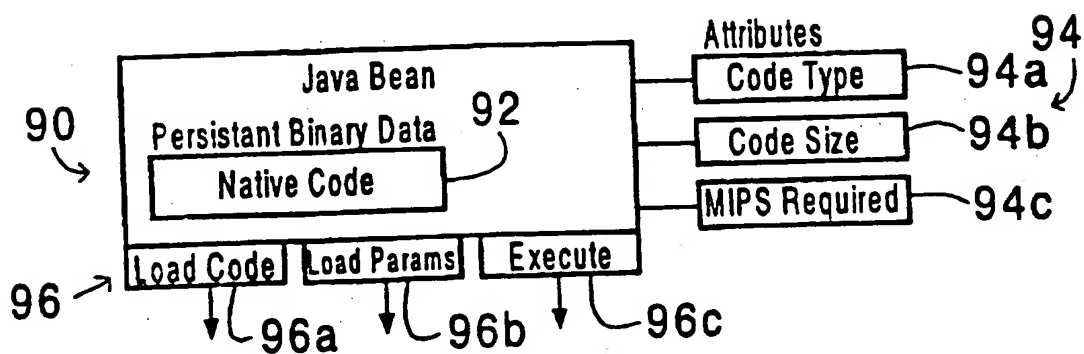 Attributes
94
Java Bean
Code Type
94a
90
Persistant Binary Data
92
Code Size
94b
Native Code
MIPS Required
94c
96
Load Code
Load Params
Execute
96a
96b
96c